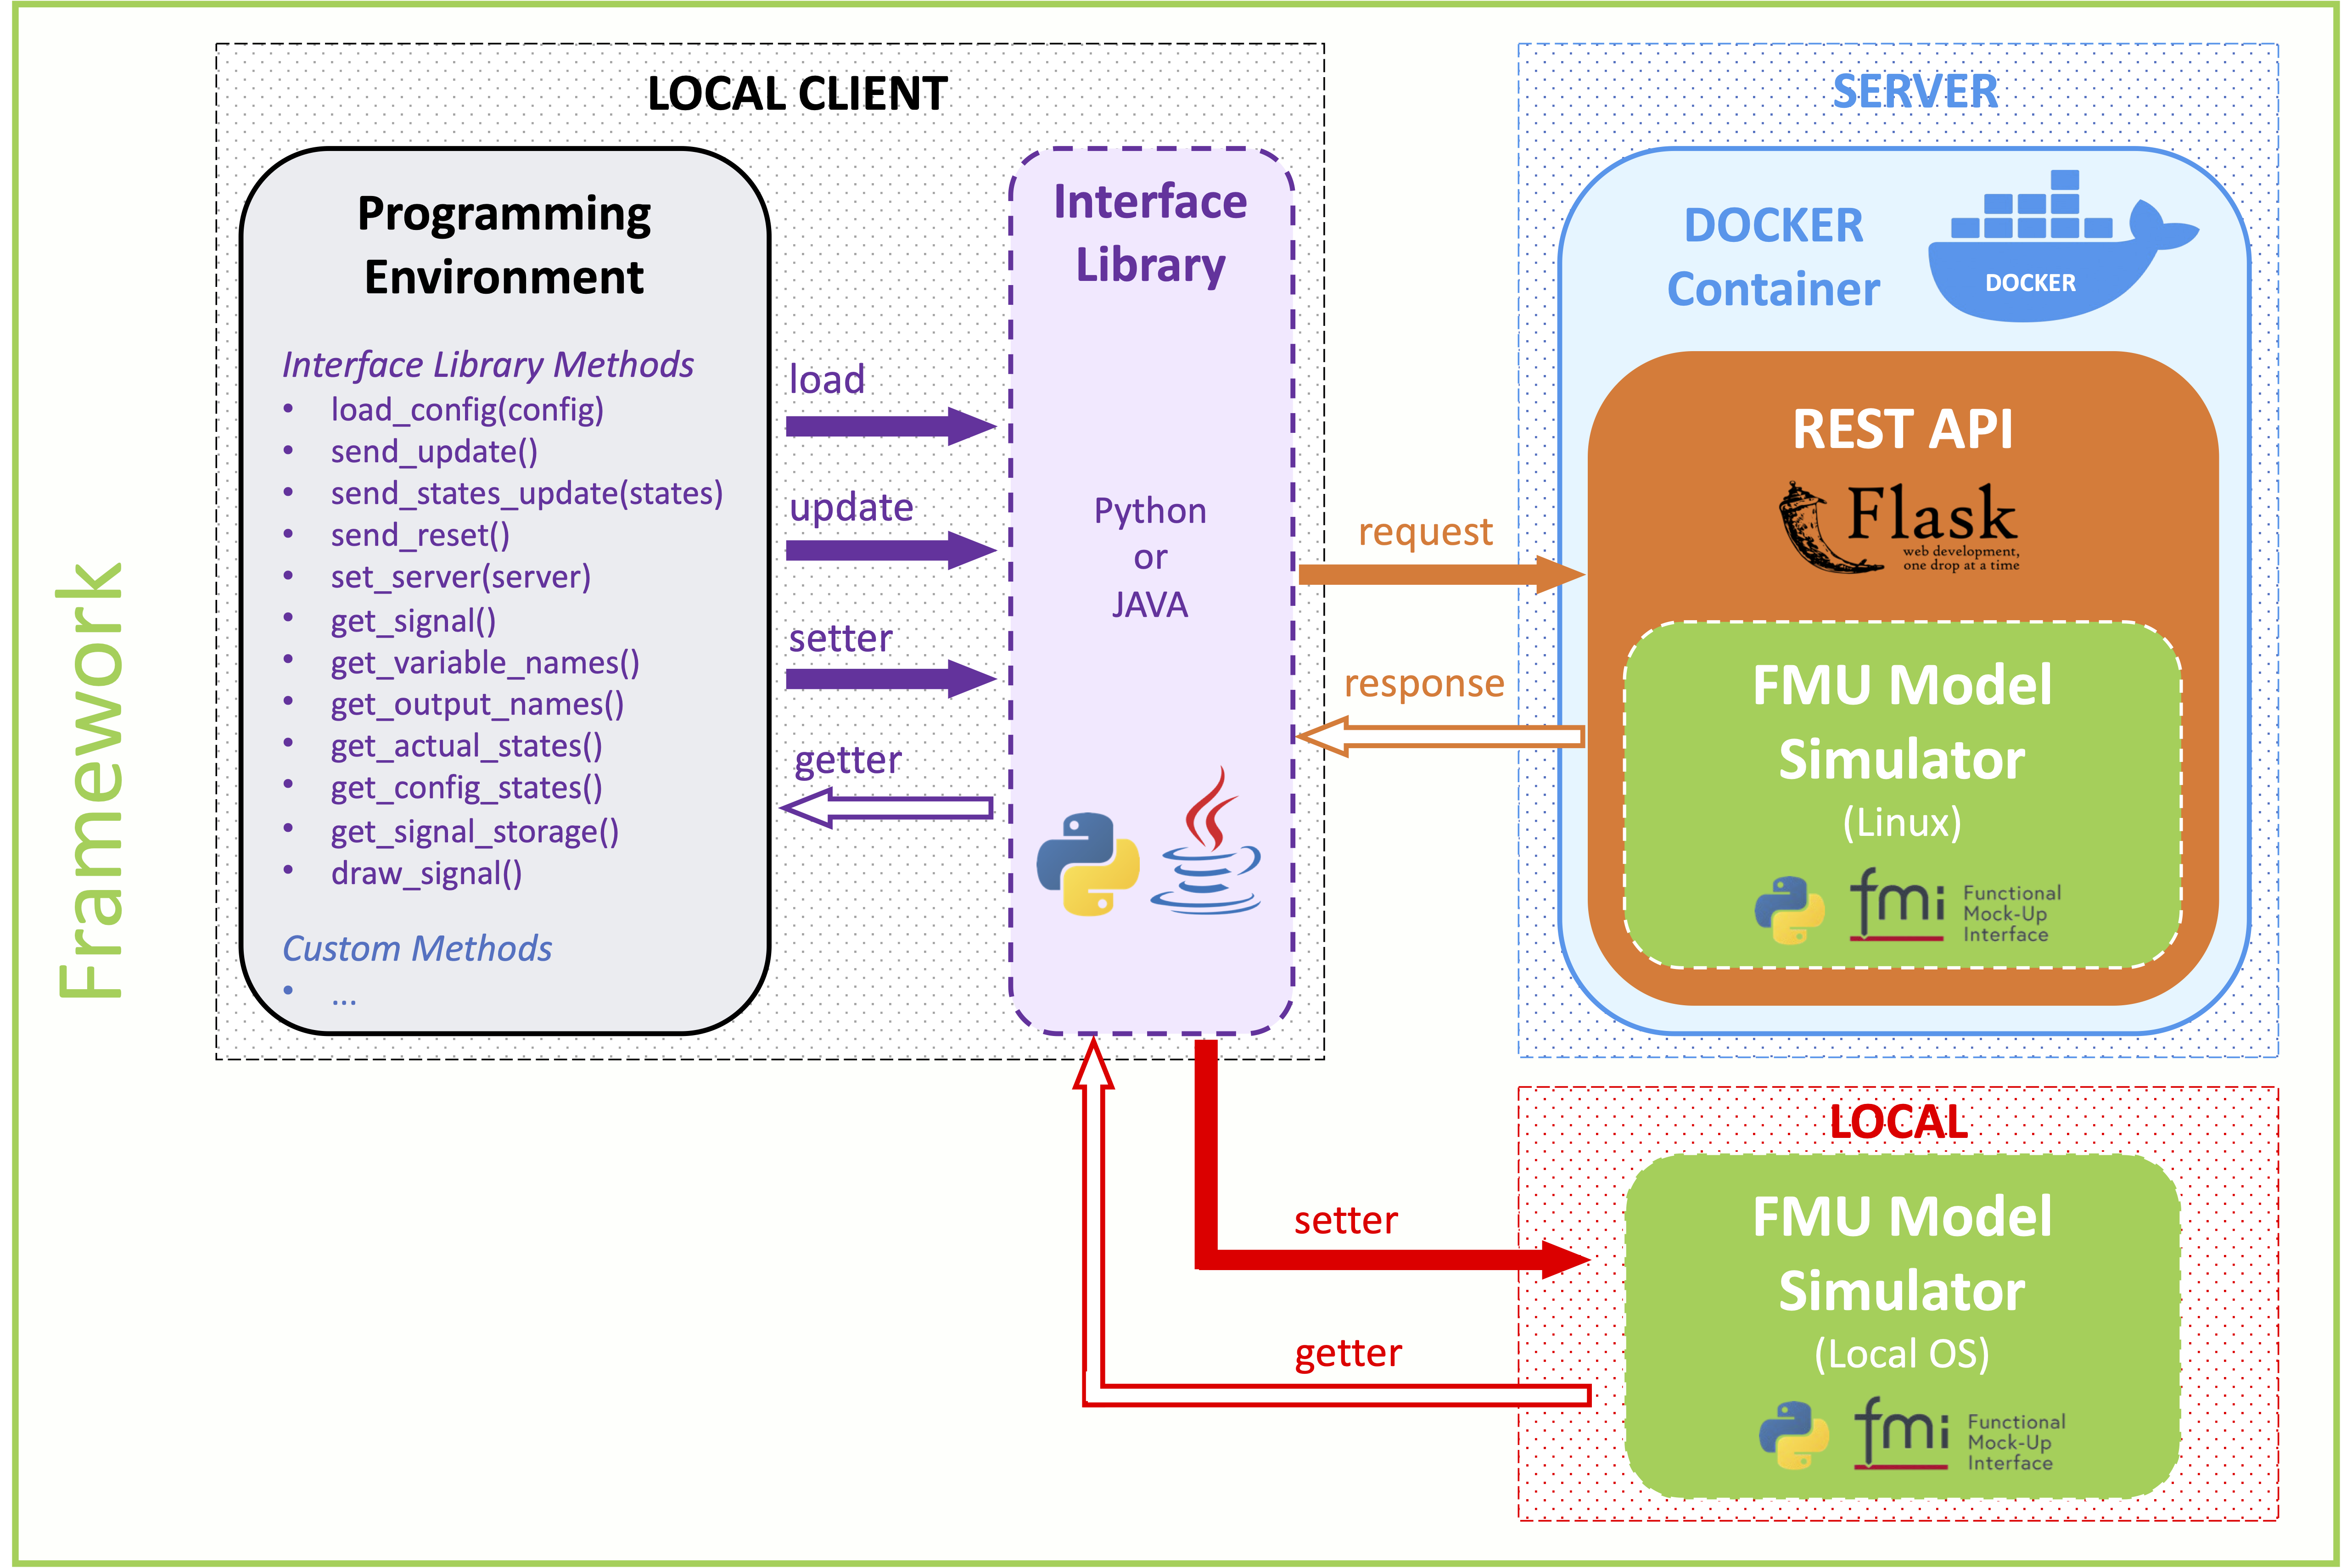 Framework
LOCAL CLIENT
Programming
Environment
Interface Library Methods
• load_config(config)
• send_update()
• send_states_update(states)
• send_reset()
• set_server(server)
• get_signal()
• get_variable_names()
• get_output_names()
• get_actual_states()
• get_config_states()
• get_signal_storage()
• draw_signal()
Custom Methods
• ...
load
update
setter
getter
Interface
Library
Python
or
JAVA
request
response
SERVER
DOCKER
Container
DOCKER
REST API
Flask
web development,
one drop at a time
FMU Model
Simulator
(Linux)
fmi
Functional
Mock-Up
Interface
setter
getter
LOCAL
FMU Model
Simulator
(Local OS)
fmi
Functional
Mock-Up
Interface